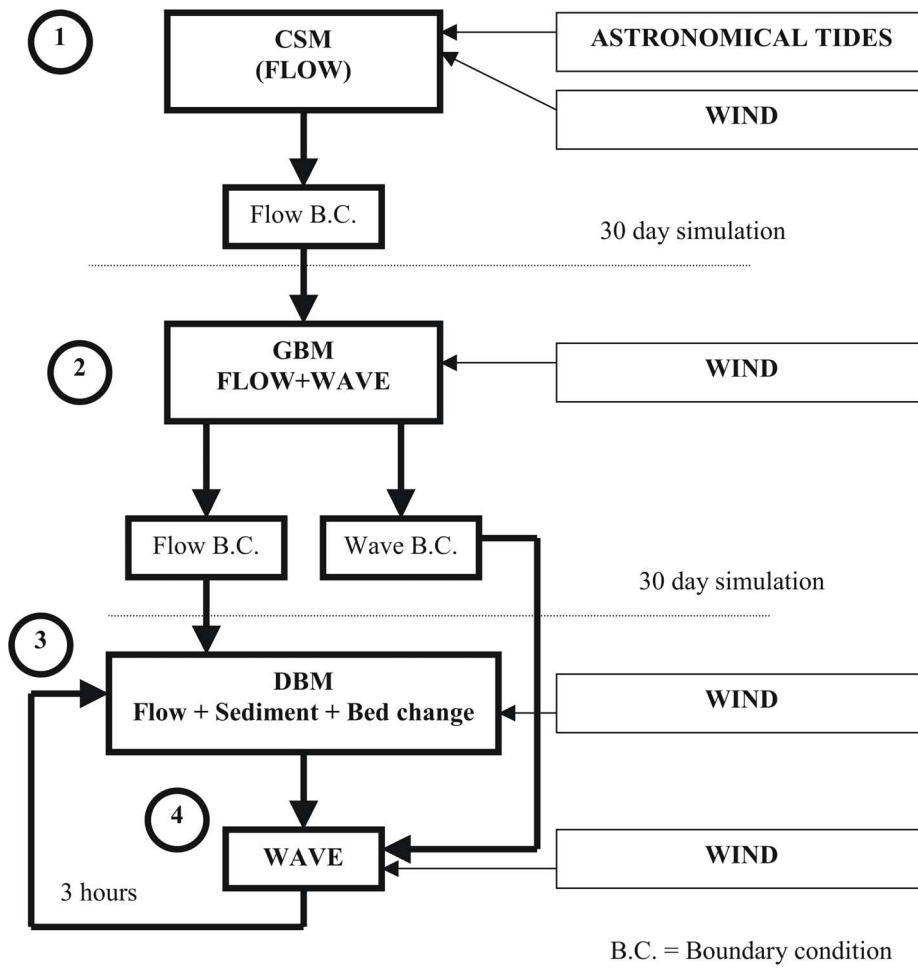 1
CSM
(FLOW)
ASTRONOMICAL TIDES
WIND
Flow B.C.
30 day simulation
2
GBM
FLOW+WAVE
WIND
Flow B.C.
Wave B.C.
30 day simulation
3
DBM
Flow + Sediment + Bed change
WIND
4
WAVE
WIND
3 hours
B.C. = Boundary condition